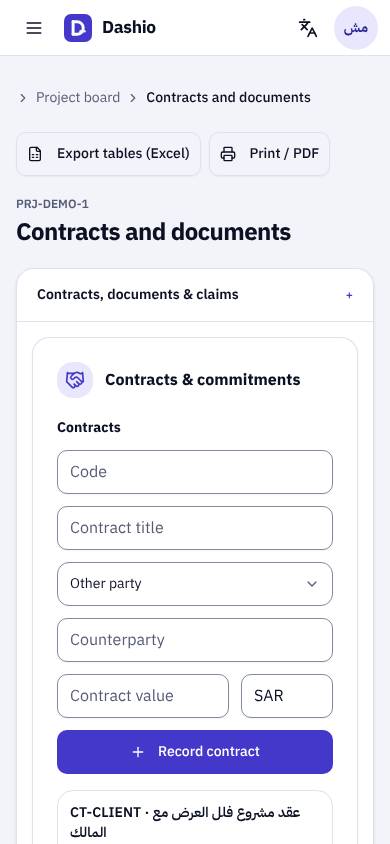 Dashio
مش
Project board
Contracts and documents
Export tables (Excel)
Print / PDF
PRJ-DEMO-1
Contracts and documents
Contracts, documents & claims
+
Contracts & commitments
Contracts
Code
Contract title
Other party
Counterparty
Contract value
SAR
+ Record contract
CT-CLIENT · عقد مشروع فلل العرض مع
المالك